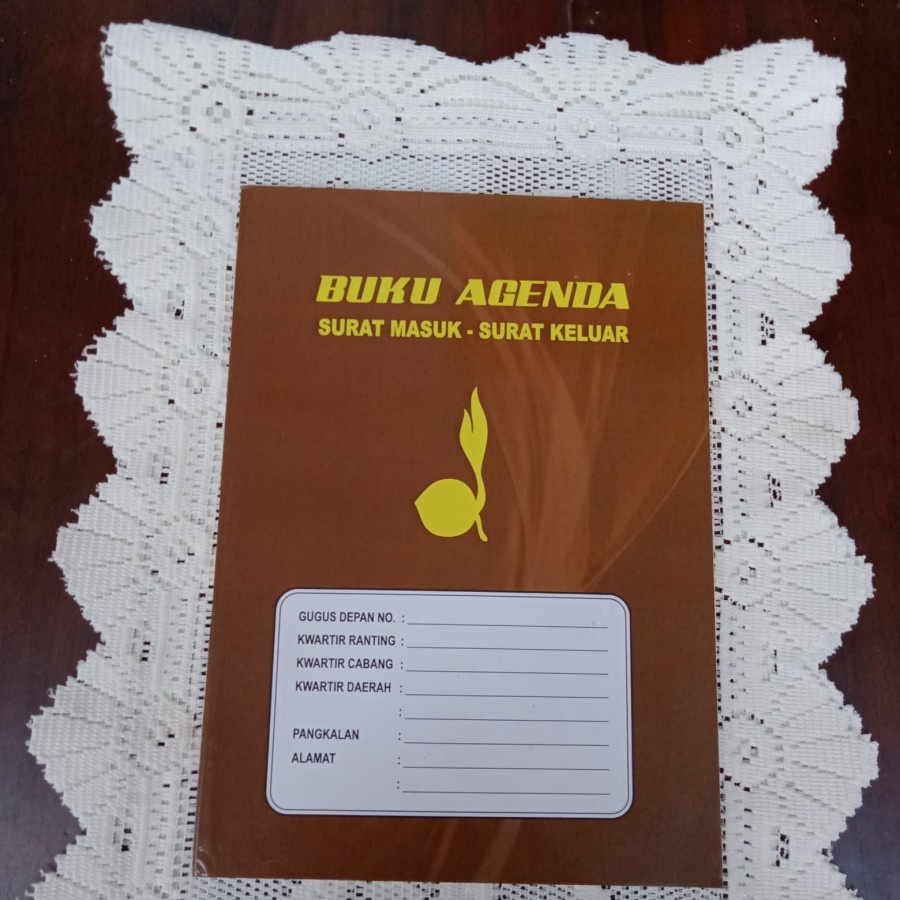 BUKU AGENDA
SURAT MASUK - SURAT KELUAR
GUGUS DEPAN NO. :
KWARTIR RANTING :
KWARTIR CABANG :
KWARTIR DAERAH :
:
PANGKALAN :
ALAMAT :
: